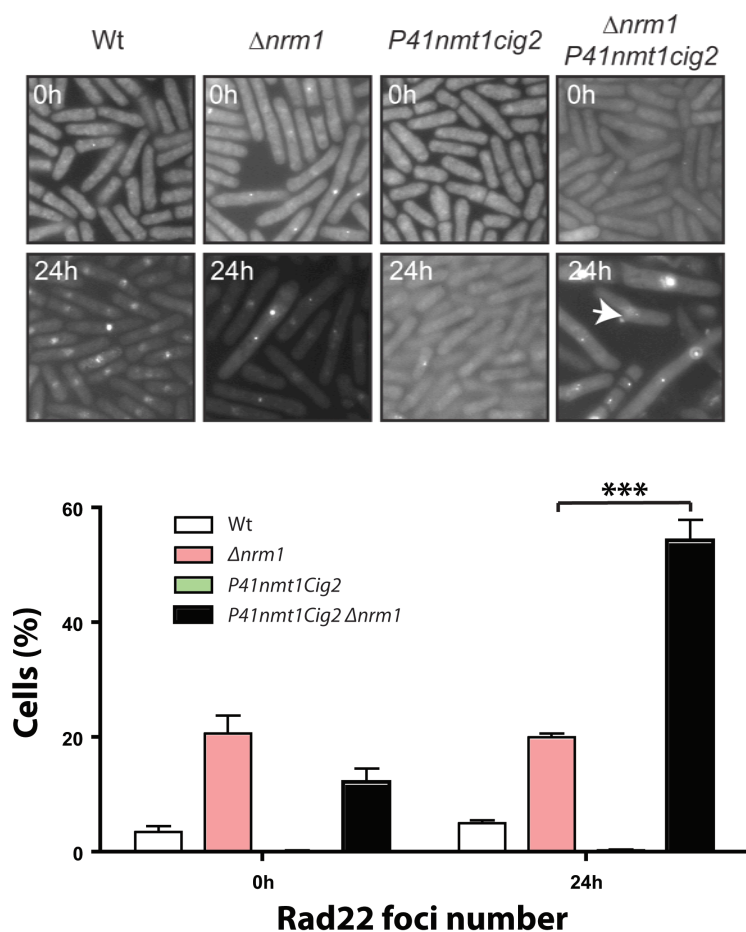 Wt
Δnrm1
P41nmt1cig2
Δnrm1
P41nmt1cig2
0h
0h
0h
0h
24h
24h
24h
24h
***
60
40
20
0
Cells (%)
Wt
Δnrm1
P41nmt1Cig2
P41nmt1Cig2 Δnrm1
0h
24h
Rad22 foci number